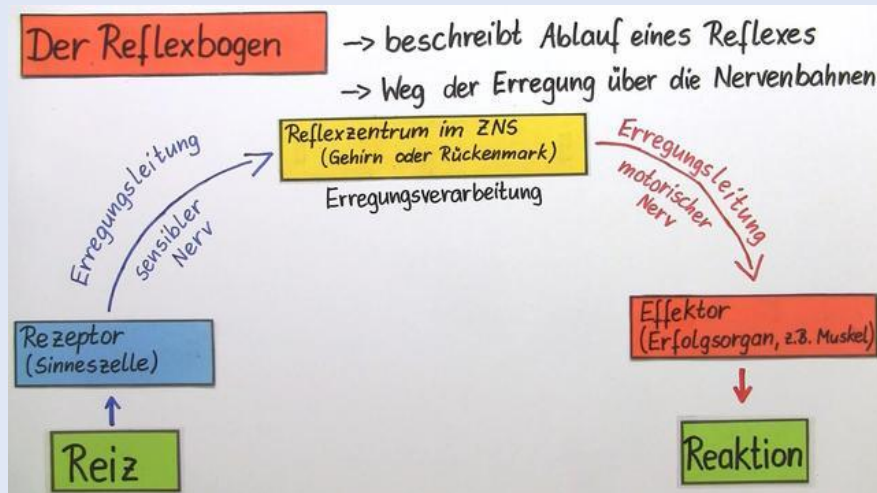 Der Reflexbogen
-> beschreibt Ablauf eines Reflexes
-> Weg der Erregung über die Nervenbahnen
Reflexzentrum im ZNS
(Gehirn oder Rückenmark)
Erregungsverarbeitung
Erregungsleitung
sensibler
Nerv
Erregungsleitung
motorischer
Nerv
Rezeptor
(Sinneszelle)
Effektor
(Erfolgsorgan, z.B. Muskel)
Reiz
Reaktion